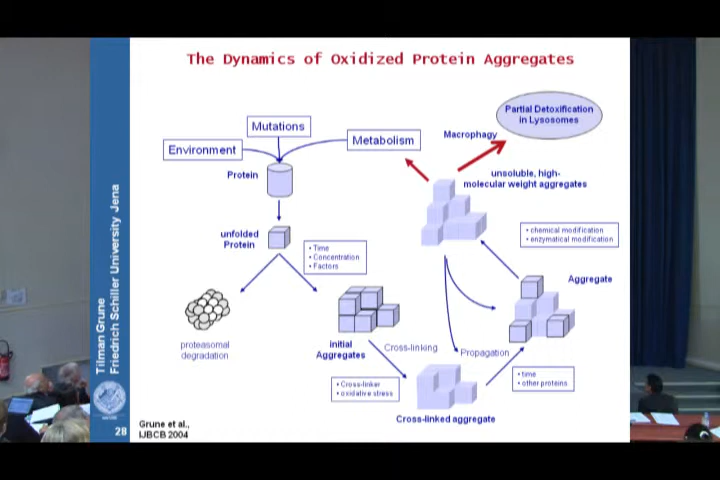 The Dynamics of Oxidized Protein Aggregates
Mutations
Environment
Metabolism
Macrophagy
Partial Detoxification
in Lysosomes
Protein
unsoluble, high-
molecular weight aggregates
unfolded
Protein
• Time
• Concentration
• Factors
• chemical modification
• enzymatical modification
Aggregate
proteasomal
degradation
initial
Aggregates
Cross-linking
Propagation
• Cross-linker
• oxidative stress
• time
• other proteins
Cross-linked aggregate
Tilman Grune
Friedrich Schiller University Jena
28
Grune et al.,
IJBCB 2004